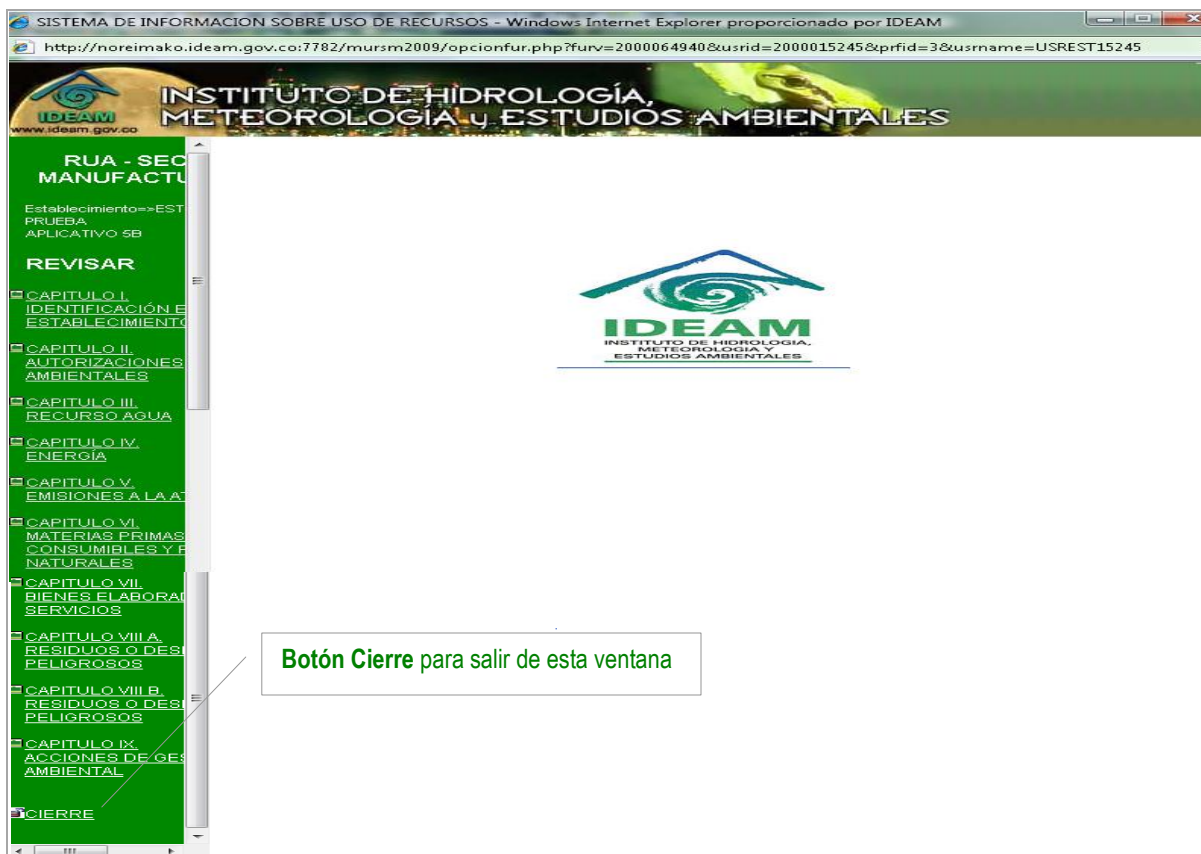 SISTEMA DE INFORMACION SOBRE USO DE RECURSOS - Windows Internet Explorer proporcionado por IDEAM
http://noreimako.ideam.gov.co:7782/mursm2009/opcionfur.php?furv=2000064940&usrid=2000015245&prfid=3&usrname=USREST15245
IDEAM
www.ideam.gov.co
INSTITUTO DE HIDROLOGÍA,
METEOROLOGÍA y ESTUDIOS AMBIENTALES
RUA - SEC
MANUFACTU
Establecimiento=>EST
PRUEBA
APLICATIVO 5B
REVISAR
CAPITULO I.
IDENTIFICACIÓN E
ESTABLECIMIENTO
CAPITULO II.
AUTORIZACIONES
AMBIENTALES
CAPITULO III.
RECURSO AGUA
CAPITULO IV.
ENERGÍA
CAPITULO V.
EMISIONES A LA AT
CAPITULO VI.
MATERIAS PRIMAS
CONSUMIBLES Y
NATURALES
CAPITULO VII.
BIENES ELABORAD
SERVICIOS
CAPITULO VIII A.
RESIDUOS O DESE
PELIGROSOS
CAPITULO VIII B.
RESIDUOS O DESE
PELIGROSOS
CAPITULO IX.
ACCIONES DE GES
AMBIENTAL
CIERRE
IDEAM
INSTITUTO DE HIDROLOGIA,
METEOROLOGIA Y
ESTUDIOS AMBIENTALES
Botón Cierre para salir de esta ventana